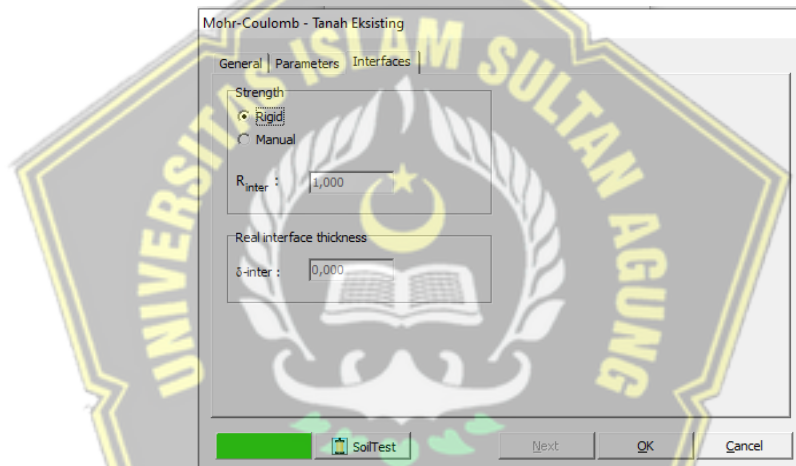 Mohr-Coulomb - Tanah Eksisting
General Parameters Interfaces
Strength
Rigid
Manual
Rinter : 1,000
Real interface thickness
δ-inter : 0,000
SoilTest Next OK Cancel
UNIVERSITAS ISLAM SULTAN AGUNG